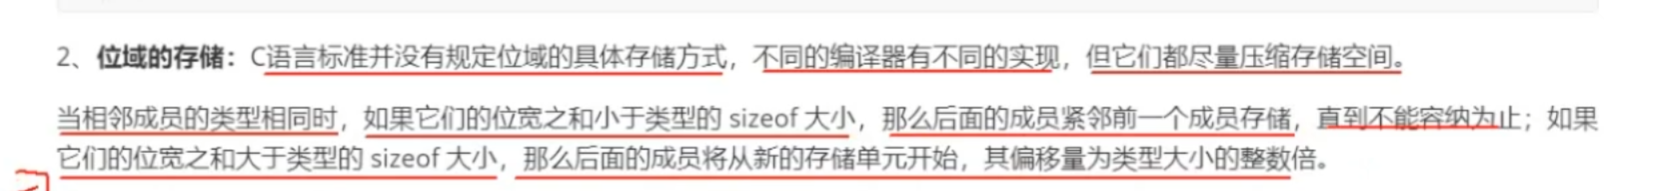 2、位域的存储：C语言标准并没有规定位域的具体存储方式，不同的编译器有不同的实现，但它们都尽量压缩存储空间。
当相邻成员的类型相同时，如果它们的位宽之和小于类型的 sizeof 大小，那么后面的成员紧邻前一个成员存储，直到不能容纳为止；如果
它们的位宽之和大于类型的 sizeof 大小，那么后面的成员将从新的存储单元开始，其偏移量为类型大小的整数倍。